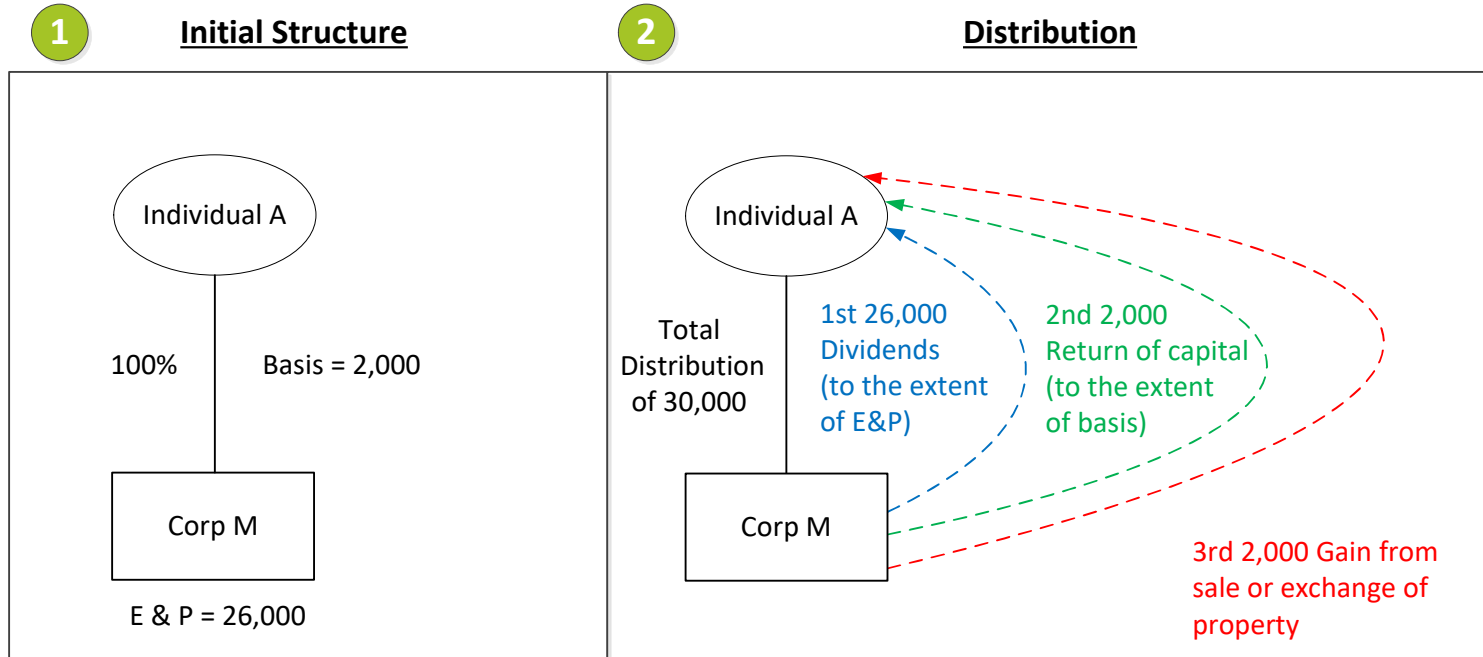 1
Initial Structure
Individual A
100%
Basis = 2,000
Corp M
E & P = 26,000
2
Distribution
Individual A
Total
Distribution
of 30,000
1st 26,000
Dividends
(to the extent
of E&P)
2nd 2,000
Return of capital
(to the extent
of basis)
Corp M
3rd 2,000 Gain from
sale or exchange of
property